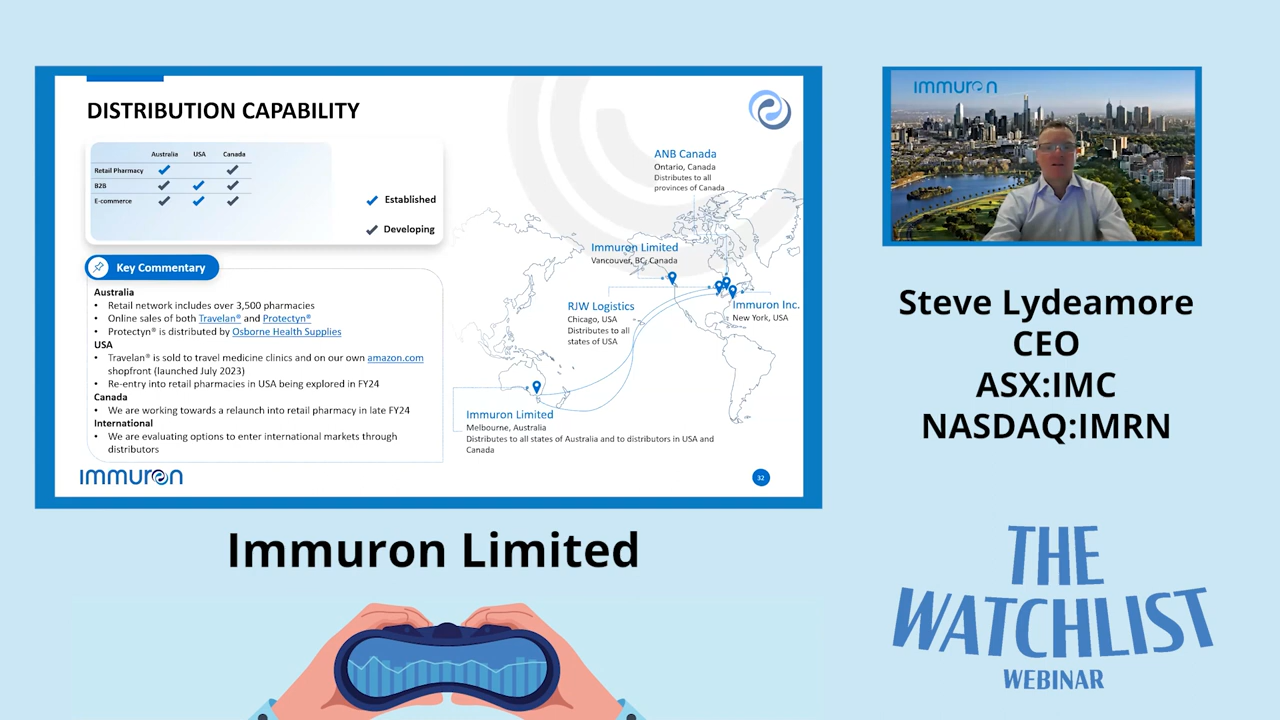 DISTRIBUTION CAPABILITY
Australia USA Canada
Retail Pharmacy
B2B
E-commerce
Established
Developing
Key Commentary
Australia
• Retail network includes over 3,500 pharmacies
• Online sales of both Travelan® and Protectyn®
• Protectyn® is distributed by Osborne Health Supplies
USA
• Travelan® is sold to travel medicine clinics and on our own amazon.com
shopfront (launched July 2023)
• Re-entry into retail pharmacies in USA being explored in FY24
Canada
• We are working towards a relaunch into retail pharmacy in late FY24
International
• We are evaluating options to enter international markets through
distributors
ANB Canada
Ontario, Canada
Distributes to all
provinces of Canada
Immuron Limited
Vancouver, BC, Canada
RJW Logistics
Chicago, USA
Distributes to all
states of USA
Immuron Inc.
New York, USA
Immuron Limited
Melbourne, Australia
Distributes to all states of Australia and to distributors in USA and
Canada
immuron
32
Immuron Limited
immuron
Steve Lydeamore
CEO
ASX:IMC
NASDAQ:IMRN
THE
WATCHLIST
WEBINAR